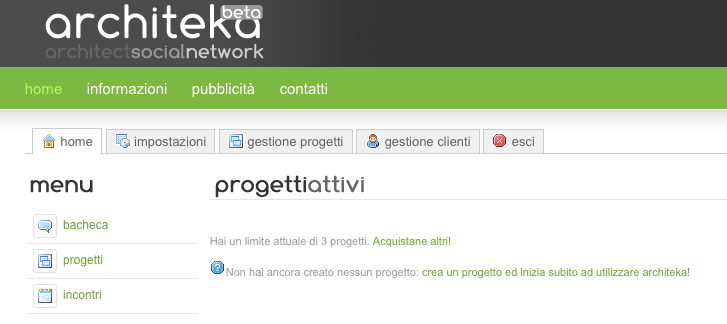 architeka beta
architectsocialnetwork
home informazioni pubblicità contatti
home impostazioni gestione progetti gestione clienti esci
menu
bacheca
progetti
incontri
progettiattivi
Hai un limite attuale di 3 progetti. Acquistane altri!
Non hai ancora creato nessun progetto: crea un progetto ed inizia subito ad utilizzare architeka!